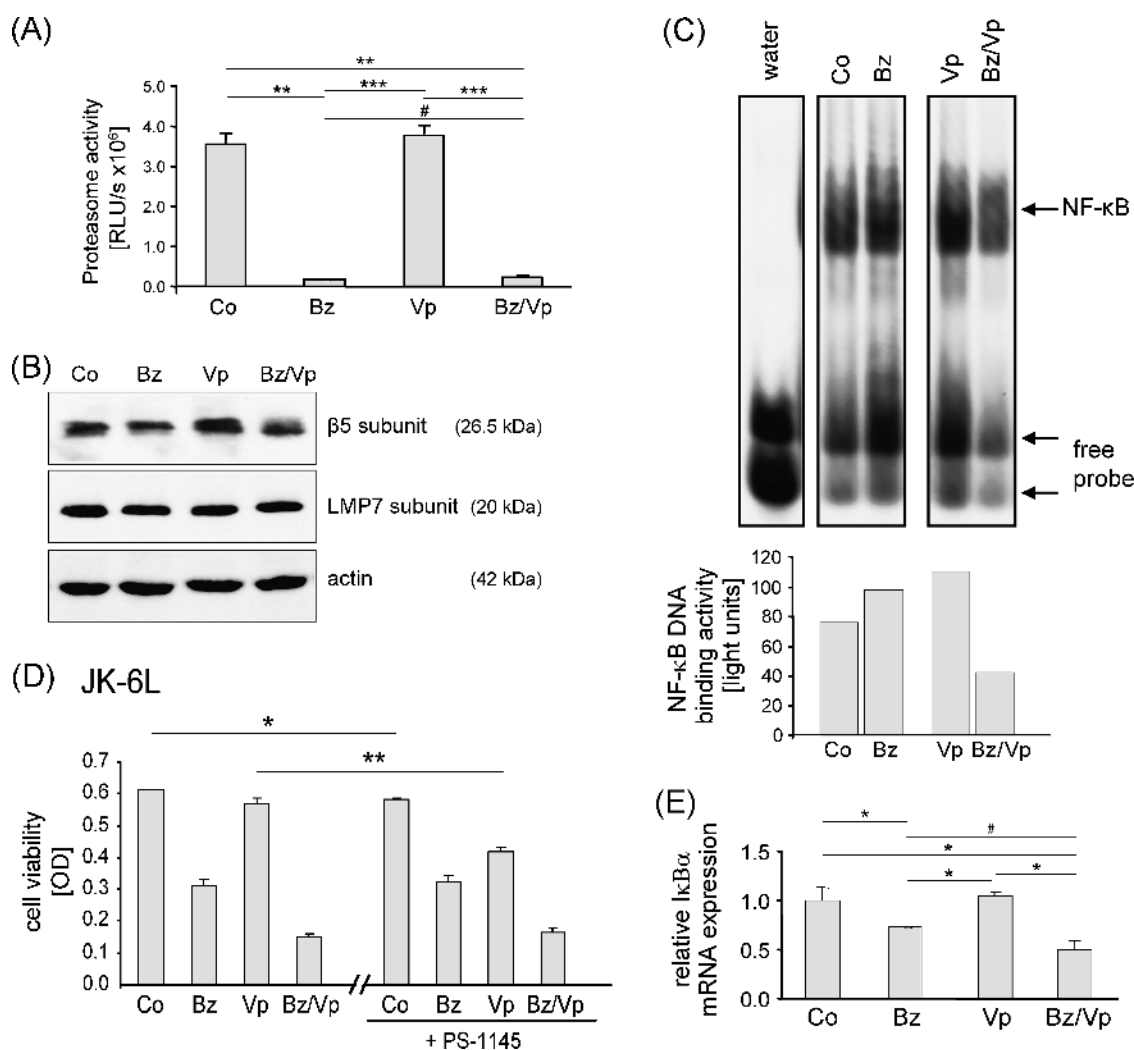 (A)
** 
** *** ***
#
Proteasome activity
[RLU/s x10⁶]
5.0
4.0
3.0
2.0
1.0
0.0
Co Bz Vp Bz/Vp
(B)
Co Bz Vp Bz/Vp
β5 subunit (26.5 kDa)
LMP7 subunit (20 kDa)
actin (42 kDa)
(C)
water Co Bz Vp Bz/Vp
NF-κB
free
probe
NF-κB DNA
binding activity
[light units]
120
100
80
60
40
20
0
Co Bz Vp Bz/Vp
(D) JK-6L
*
**
cell viability
[OD]
0.6
0.5
0.4
0.3
0.2
0.1
0.0
Co Bz Vp Bz/Vp // Co Bz Vp Bz/Vp
+ PS-1145
(E)
* #
*
* *
relative IκBα
mRNA expression
1.5
1.0
0.5
0.0
Co Bz Vp Bz/Vp